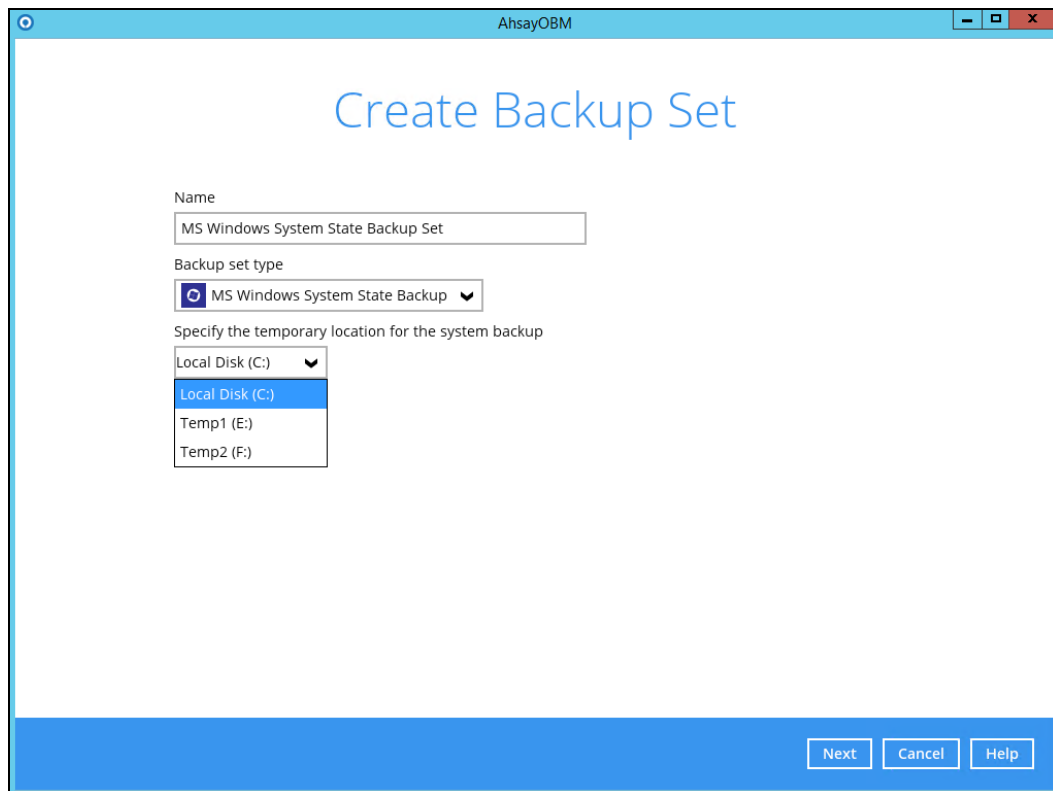 AhsayOBM
Create Backup Set
Name
MS Windows System State Backup Set
Backup set type
MS Windows System State Backup
Specify the temporary location for the system backup
Local Disk (C:)
Local Disk (C:)
Temp1 (E:)
Temp2 (F:)
Next Cancel Help